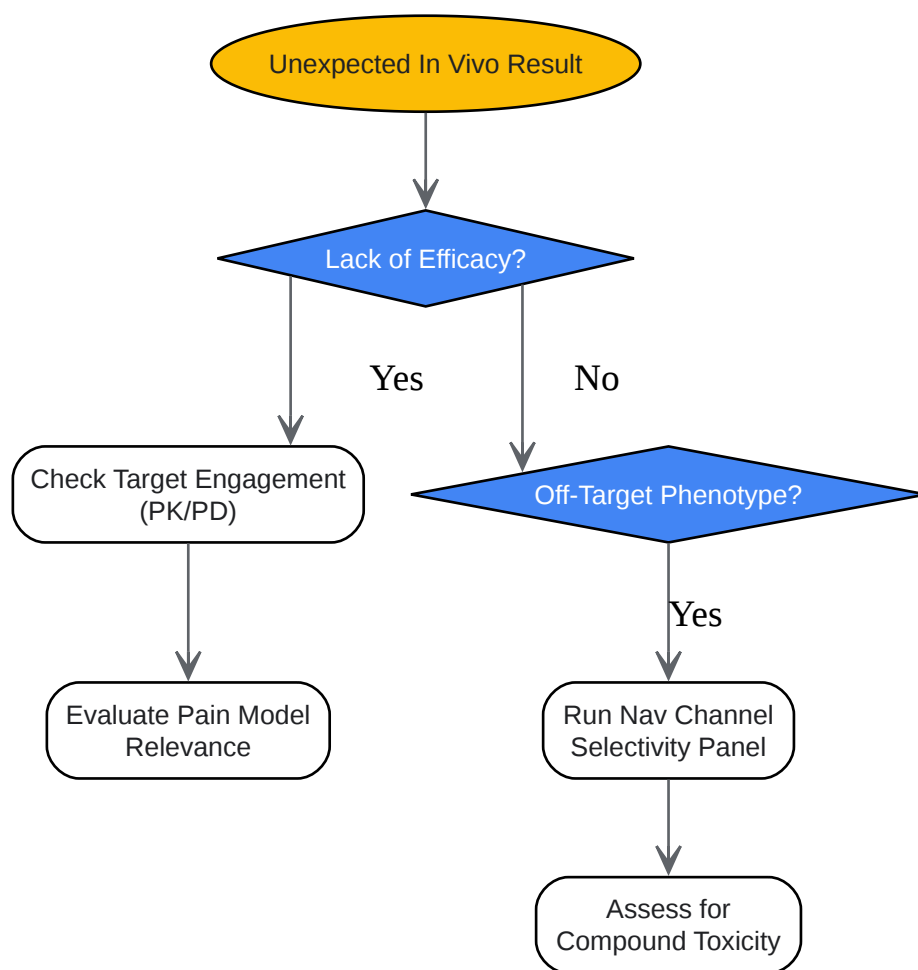 Unexpected In Vivo Result
Lack of Efficacy?
Yes
No
Check Target Engagement
(PK/PD)
Off-Target Phenotype?
Yes
Evaluate Pain Model
Relevance
Run Nav Channel
Selectivity Panel
Assess for
Compound Toxicity